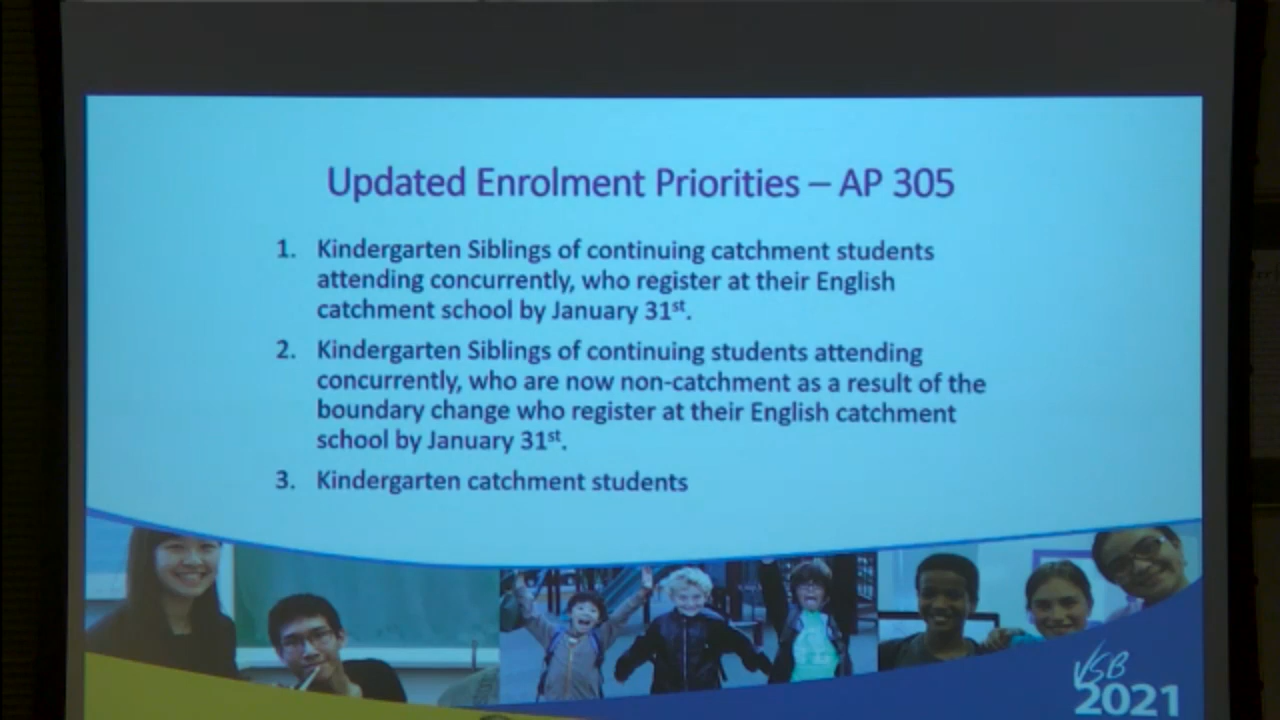 Updated Enrolment Priorities – AP 305
1. Kindergarten Siblings of continuing catchment students
attending concurrently, who register at their English
catchment school by January 31st.
2. Kindergarten Siblings of continuing students attending
concurrently, who are now non-catchment as a result of the
boundary change who register at their English catchment
school by January 31st.
3. Kindergarten catchment students
VSB
2021